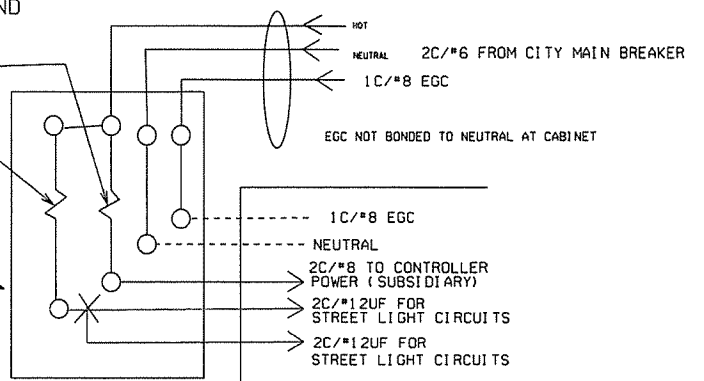 ND
HOT
NEUTRAL 2C/#6 FROM CITY MAIN BREAKER
1C/#8 EGC
EGC NOT BONDED TO NEUTRAL AT CABINET
1C/#8 EGC
NEUTRAL
2C/#8 TO CONTROLLER
POWER (SUBSIDIARY)
2C/#12UF FOR
STREET LIGHT CIRCUITS
2C/#12UF FOR
STREET LIGHT CIRCUITS